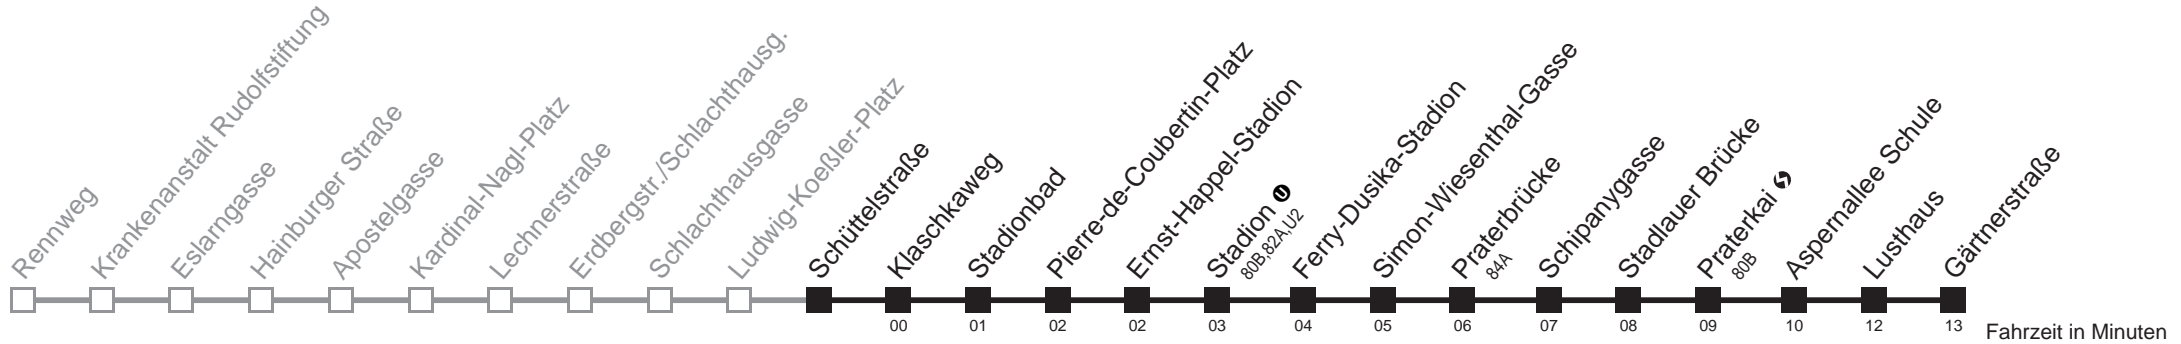 Rennweg
Krankenanstalt Rudolfstiftung
Eslarngasse
Hainburger Straße
Apostelgasse
Kardinal-Nagl-Platz
Lechnerstraße
Erdbergstr./Schlachthausg.
Schlachthausgasse
Ludwig-Koeßler-Platz
Schüttelstraße
Klaschkaweg
Stadionbad
Pierre-de-Coubertin-Platz
Ernst-Happel-Stadion
Stadion U
80B,82A,U2
Ferry-Dusika-Stadion
Simon-Wiesenthal-Gasse
Praterbrücke
84A
Schipanygasse
Stadlauer Brücke
Praterkai S
80B
Aspernallee Schule
Lusthaus
Gärtnerstraße
00 01 02 02 03 04 05 06 07 08 09 10 12 13
Fahrzeit in Minuten